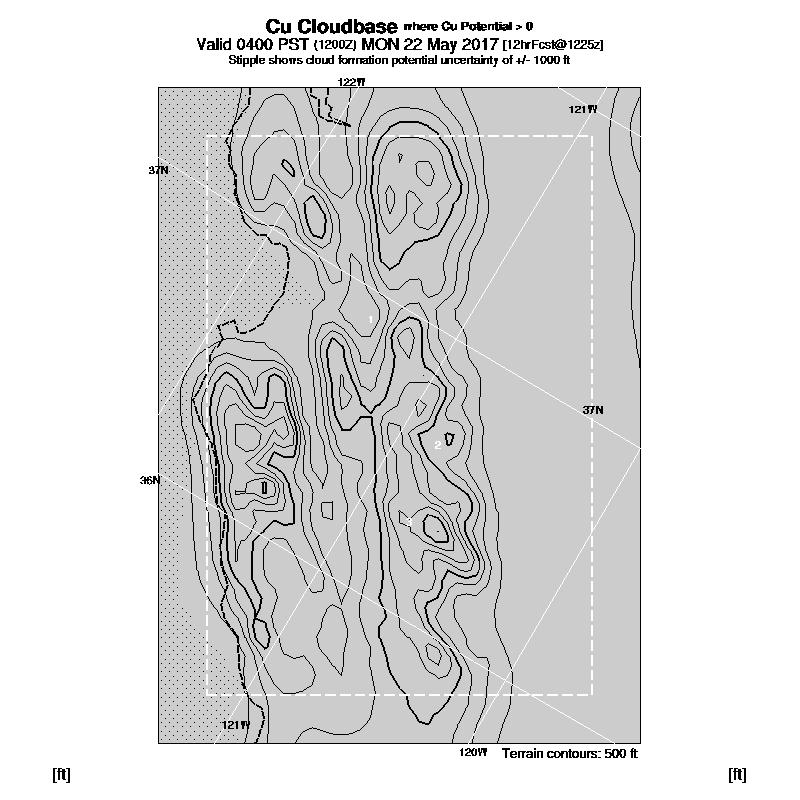 Cu Cloudbase where Cu Potential > 0
Valid 0400 PST (1200Z) MON 22 May 2017 [12hrFcst@1225z]
Stipple shows cloud formation potential uncertainty of +/- 1000 ft
122W
121W
37N
1
37N
2
36N
3
121W
120W Terrain contours: 500 ft
[ft] [ft]